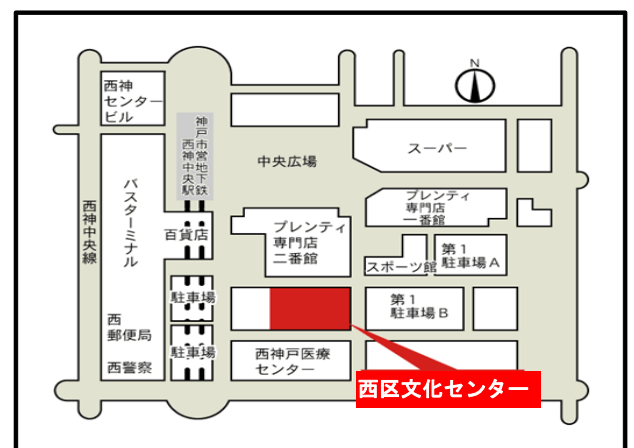 N
西神
センター
ビル
神戸市営地下鉄
西神中央駅
中央広場
スーパー
バスターミナル
西神中央線
プレンティ
専門店
一番館
百貨店
プレンティ
専門店
二番館
スポーツ館
第1
駐車場A
駐車場
第1
駐車場B
西
郵便局
駐車場
西神戸医療
センター
西警察
西区文化センター